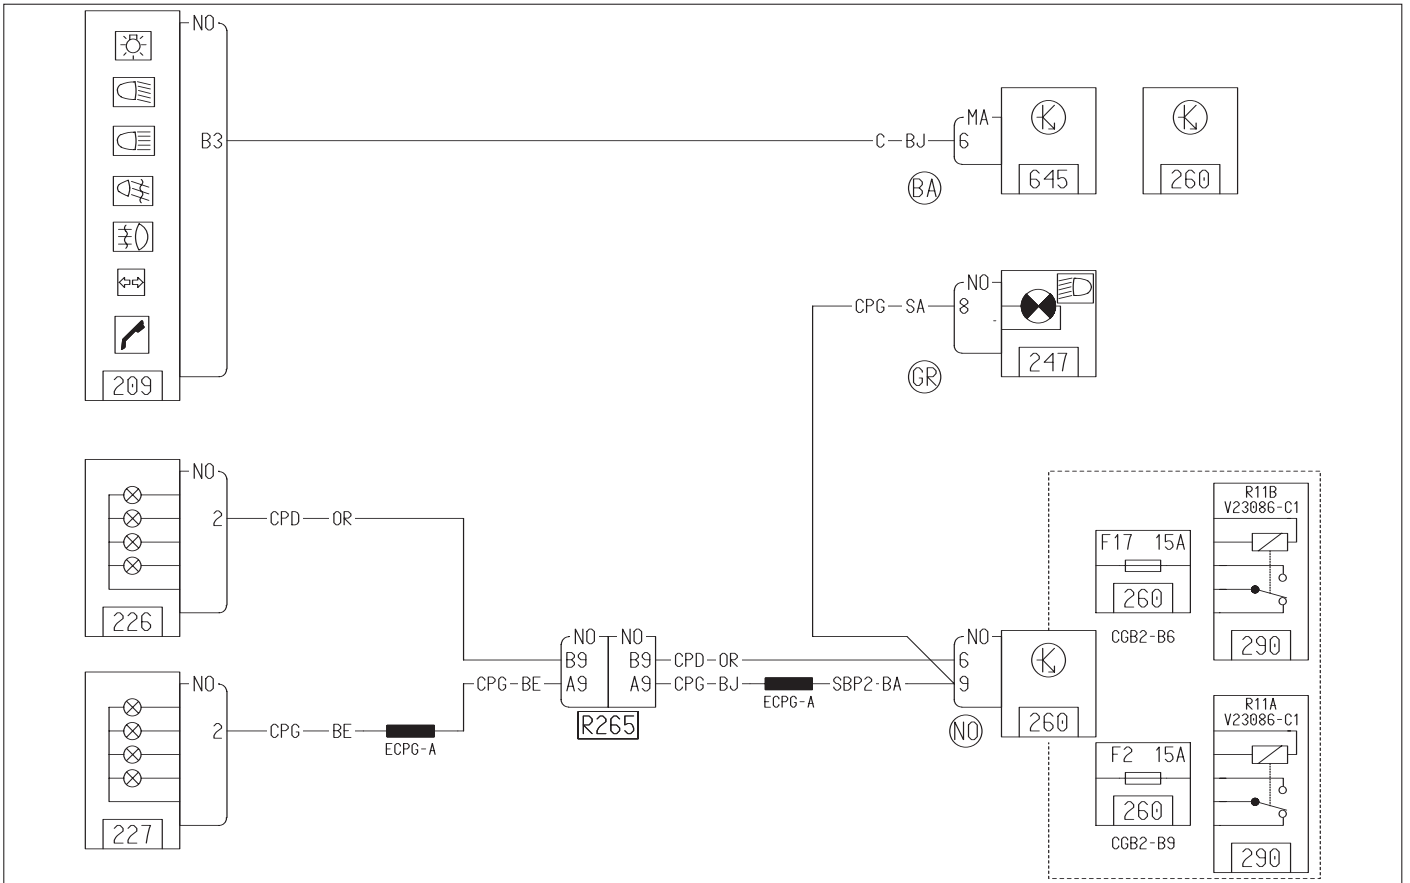 NO
B3
209
C BJ
MA
6
BA
645
260
CPG SA
NO
8
GR
247
NO
2
CPD OR
226
NO
2
CPG BE
ECPG-A
227
CPG-BE
NO NO
B9 B9
A9 A9
R265
CPD-OR
CPG-BJ
ECPG-A
SBP2-BA
NO
6
9
NO
260
F17 15A
260
CGB2-B6
R11B
V23086-C1
290
F2 15A
260
CGB2-B9
R11A
V23086-C1
290